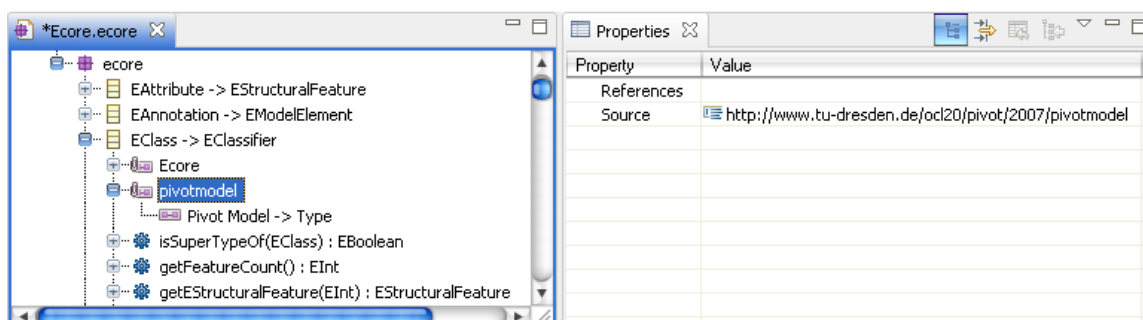 *Ecore.ecore
ecore
EAttribute -> EStructuralFeature
EAnnotation -> EModelElement
EClass -> EClassifier
Ecore
pivotmodel
Pivot Model -> Type
isSuperTypeOf(EClass) : EBoolean
getFeatureCount() : EInt
getEStructuralFeature(EInt) : EStructuralFeature
Properties
Property Value
References
Source http://www.tu-dresden.de/ocl20/pivot/2007/pivotmodel